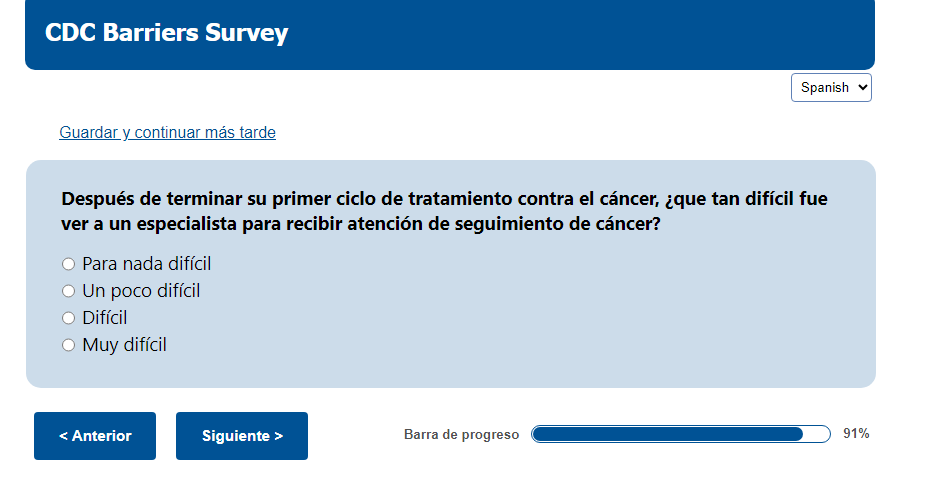 CDC Barriers Survey
Spanish
Guardar y continuar más tarde
Después de terminar su primer ciclo de tratamiento contra el cáncer, ¿que tan difícil fue
ver a un especialista para recibir atención de seguimiento de cáncer?
Para nada difícil
Un poco difícil
Difícil
Muy difícil
< Anterior
Siguiente >
Barra de progreso
91%